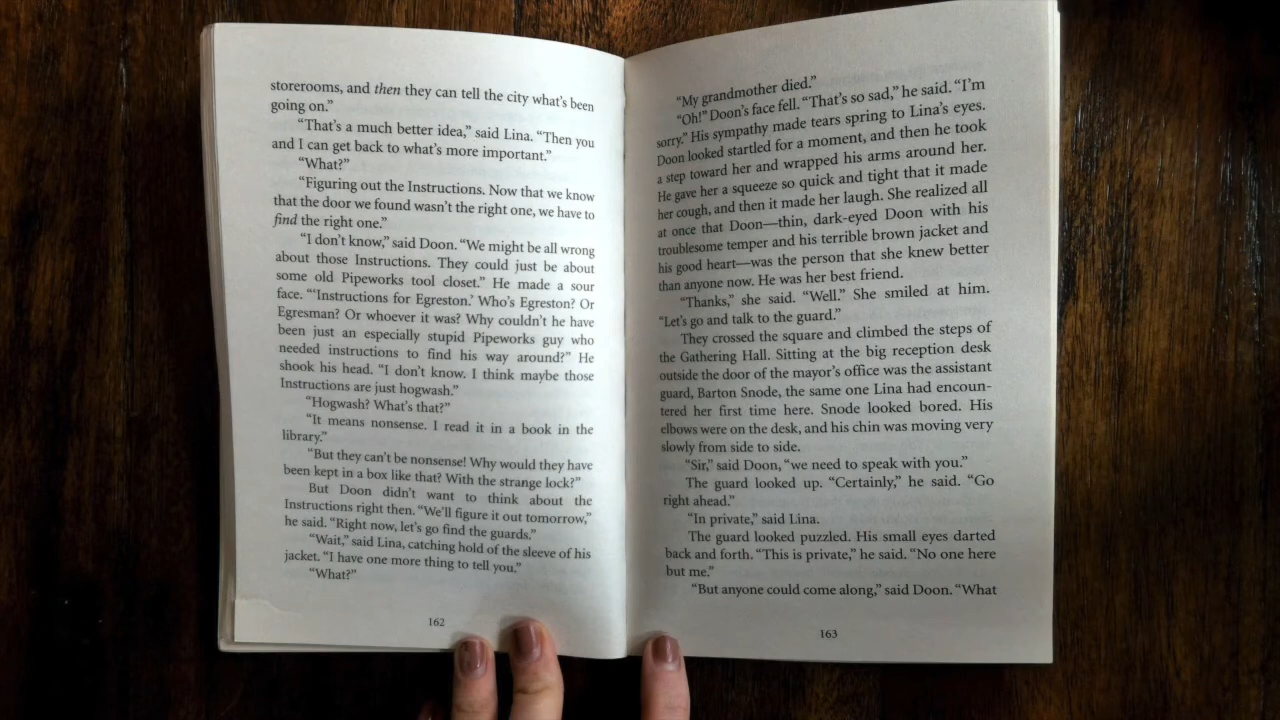 storerooms, and then they can tell the city what's been
going on.”
“That's a much better idea,” said Lina. “Then you
and I can get back to what's more important.”
“What?”
“Figuring out the Instructions. Now that we know
that the door we found wasn't the right one, we have to
find the right one.”
“I don't know,” said Doon. “We might be all wrong
about those Instructions. They could just be about
some old Pipeworks tool closet.” He made a sour
face. “‘Instructions for Egreston.’ Who's Egreston? Or
Egresman? Or whoever it was? Why couldn't he have
been just an especially stupid Pipeworks guy who
needed instructions to find his way around?” He
shook his head. “I don't know. I think maybe those
Instructions are just hogwash.”
“Hogwash? What's that?”
“It means nonsense. I read it in a book in the
library.”
“But they can't be nonsense! Why would they have
been kept in a box like that? With the strange lock?”
But Doon didn't want to think about the
Instructions right then. “We'll figure it out tomorrow,”
he said. “Right now, let's go find the guards.”
“Wait,” said Lina, catching hold of the sleeve of his
jacket. “I have one more thing to tell you.”
“What?”
162
“My grandmother died.”
“Oh!” Doon's face fell. “That's so sad,” he said. “I'm
sorry.” His sympathy made tears spring to Lina's eyes.
Doon looked startled for a moment, and then he took
a step toward her and wrapped his arms around her.
He gave her a squeeze so quick and tight that it made
her cough, and then it made her laugh. She realized all
at once that Doon—thin, dark-eyed Doon with his
troublesome temper and his terrible brown jacket and
his good heart—was the person that she knew better
than anyone now. He was her best friend.
“Thanks,” she said. “Well.” She smiled at him.
“Let's go and talk to the guard.”
They crossed the square and climbed the steps of
the Gathering Hall. Sitting at the big reception desk
outside the door of the mayor's office was the assistant
guard, Barton Snode, the same one Lina had encoun-
tered her first time here. Snode looked bored. His
elbows were on the desk, and his chin was moving very
slowly from side to side.
“Sir,” said Doon, “we need to speak with you.”
The guard looked up. “Certainly,” he said. “Go
right ahead.”
“In private,” said Lina.
The guard looked puzzled. His small eyes darted
back and forth. “This is private,” he said. “No one here
but me.”
“But anyone could come along,” said Doon. “What
163